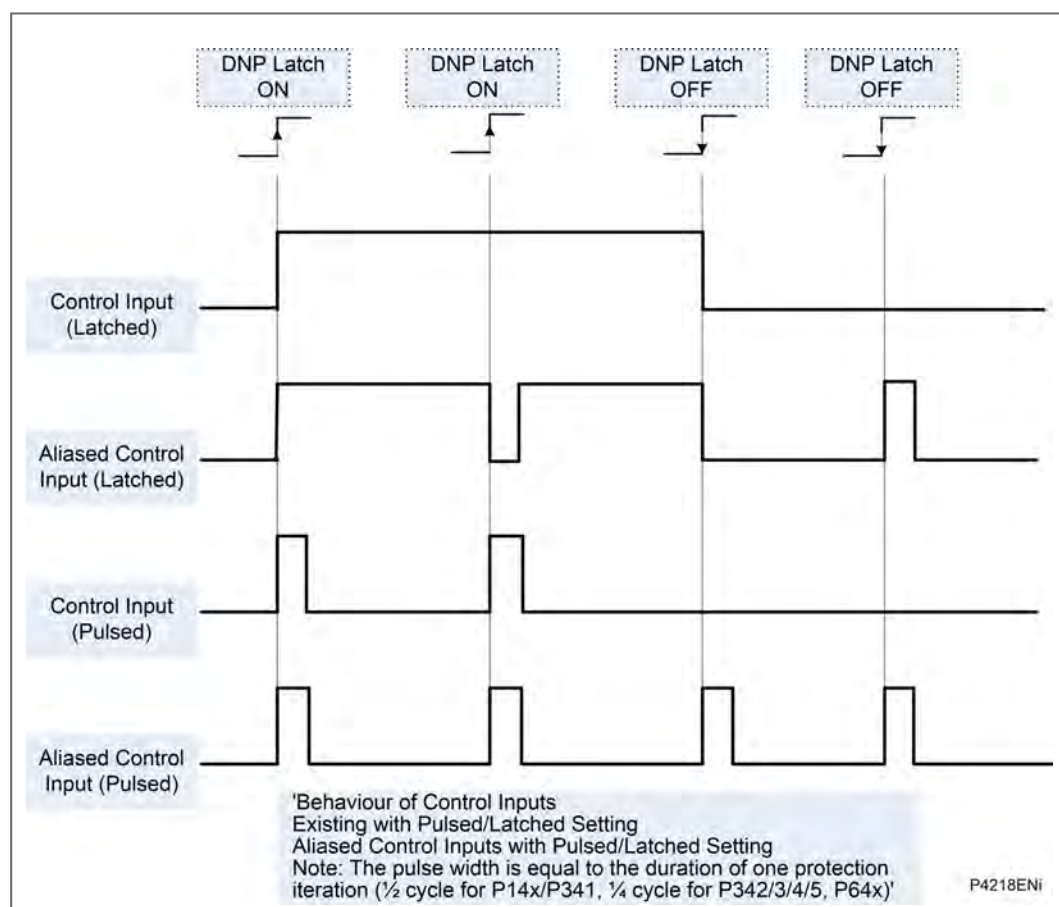 DNP Latch
ON
DNP Latch
ON
DNP Latch
OFF
DNP Latch
OFF
Control Input
(Latched)
Aliased Control
Input (Latched)
Control Input
(Pulsed)
Aliased Control
Input (Pulsed)
'Behaviour of Control Inputs
Existing with Pulsed/Latched Setting
Aliased Control Inputs with Pulsed/Latched Setting
Note: The pulse width is equal to the duration of one protection
iteration (½ cycle for P14x/P341, ¼ cycle for P342/3/4/5, P64x)'
P4218ENi